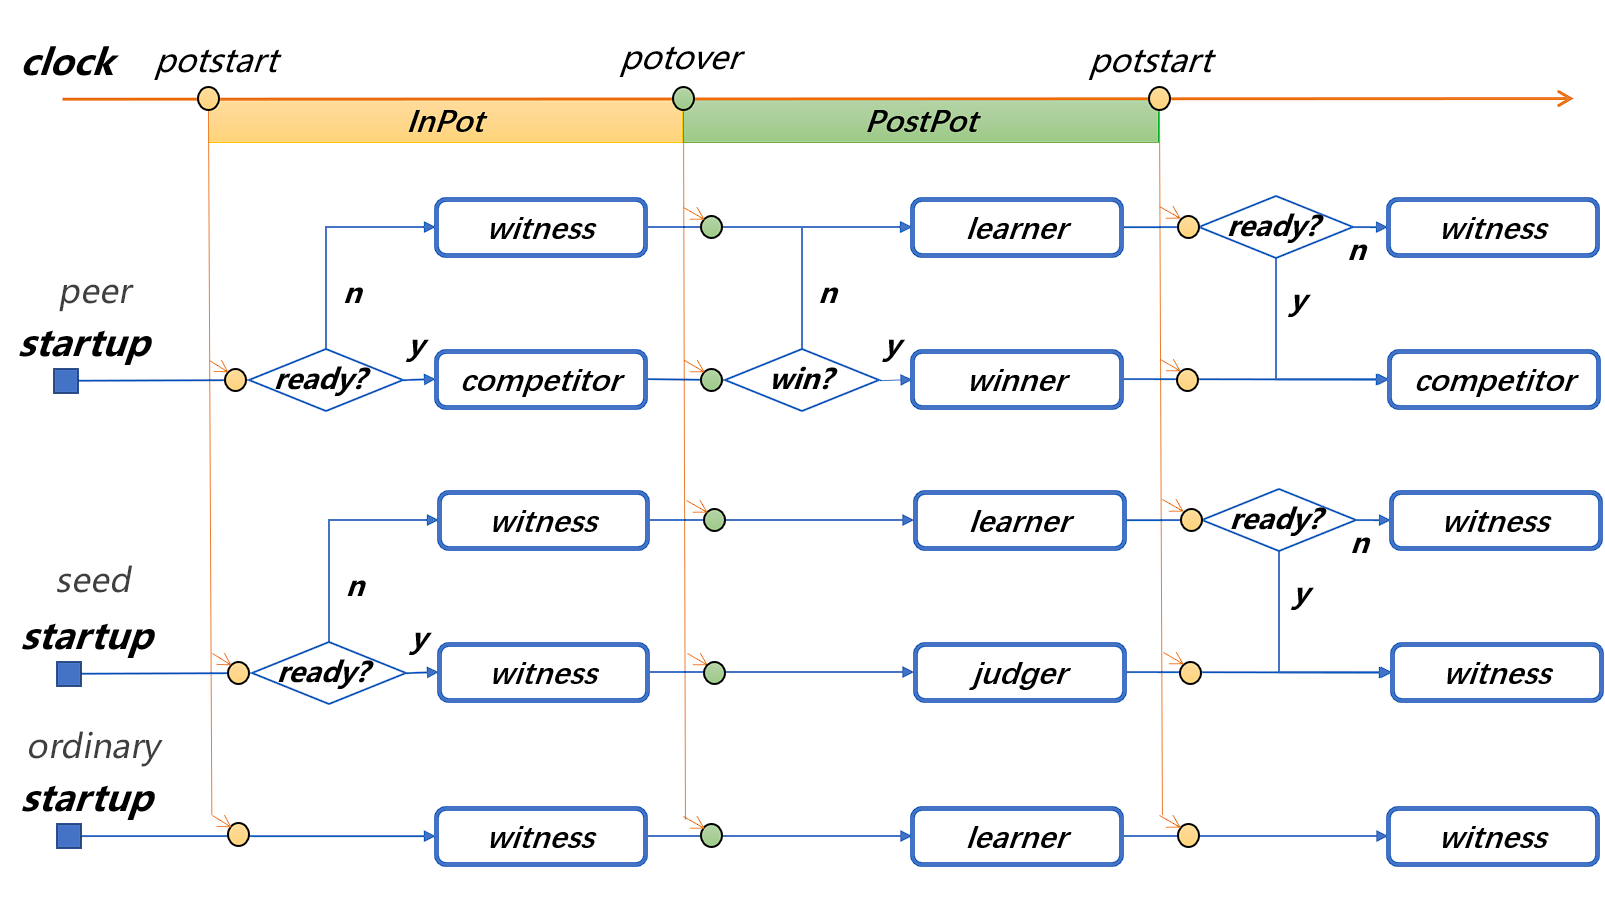 clock potstart potover potstart
InPot PostPot
witness learner ready? witness
n
peer n n y
startup y y
ready? competitor win? winner competitor
witness learner ready? witness
n
seed n y
startup y
ready? witness judger witness
ordinary
startup
witness learner witness